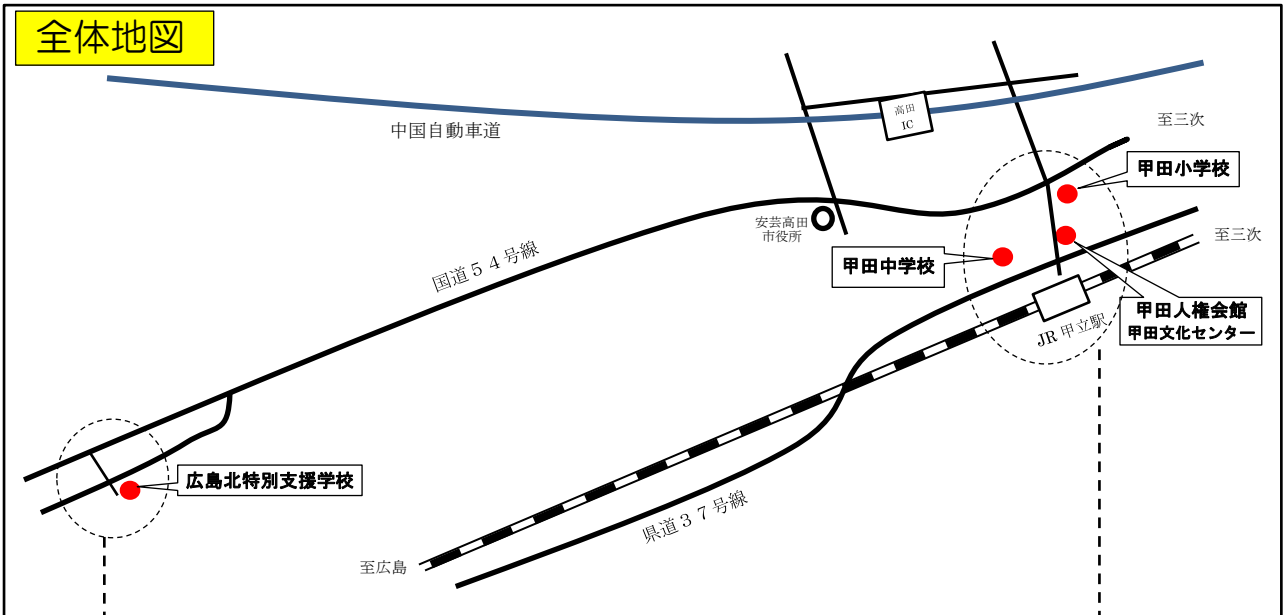 全体地図
中国自動車道
高田
IC
至三次
甲田小学校
安芸高田
市役所
国道５４号線
甲田中学校
至三次
甲田人権会館
甲田文化センター
JR 甲立駅
広島北特別支援学校
県道３７号線
至広島